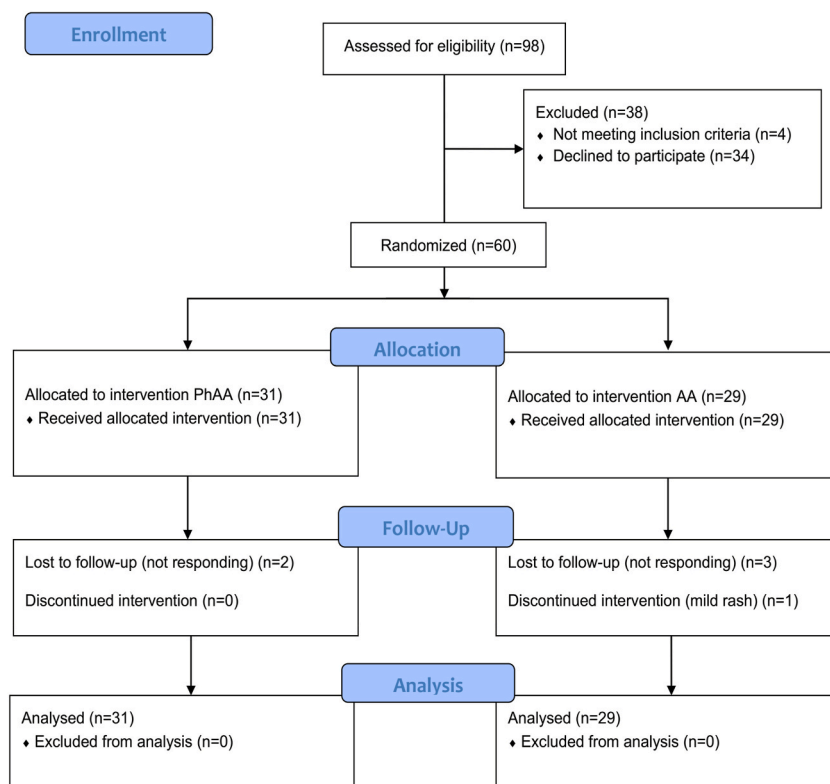 Enrollment
Assessed for eligibility (n=98)
Excluded (n=38)
♦ Not meeting inclusion criteria (n=4)
♦ Declined to participate (n=34)
Randomized (n=60)
Allocation
Allocated to intervention PhAA (n=31)
♦ Received allocated intervention (n=31)
Allocated to intervention AA (n=29)
♦ Received allocated intervention (n=29)
Follow-Up
Lost to follow-up (not responding) (n=2)
Discontinued intervention (n=0)
Lost to follow-up (not responding) (n=3)
Discontinued intervention (mild rash) (n=1)
Analysis
Analysed (n=31)
♦ Excluded from analysis (n=0)
Analysed (n=29)
♦ Excluded from analysis (n=0)